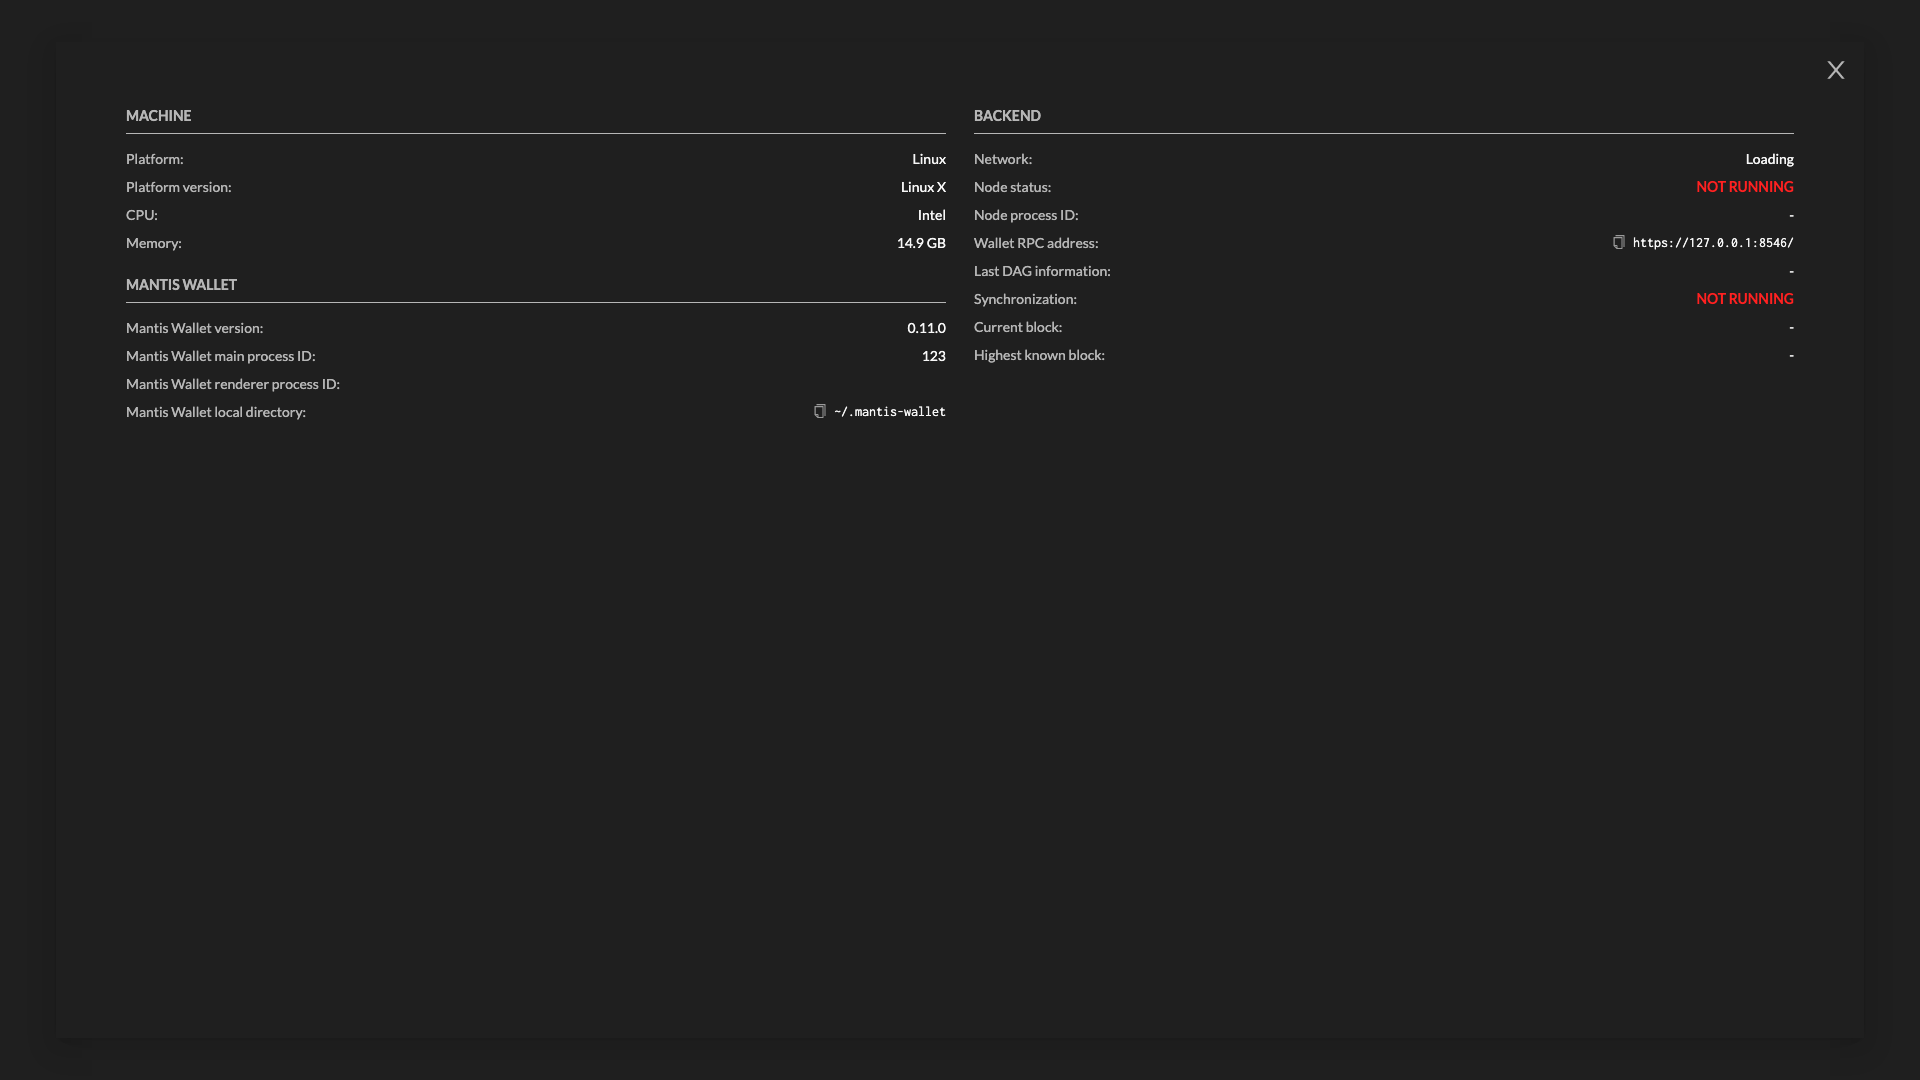 X
MACHINE
Platform: Linux
Platform version: Linux X
CPU: Intel
Memory: 14.9 GB
MANTIS WALLET
Mantis Wallet version: 0.11.0
Mantis Wallet main process ID: 123
Mantis Wallet renderer process ID:
Mantis Wallet local directory: ~/.mantis-wallet
BACKEND
Network: Loading
Node status: NOT RUNNING
Node process ID: -
Wallet RPC address: https://127.0.0.1:8546/
Last DAG information: -
Synchronization: NOT RUNNING
Current block: -
Highest known block: -